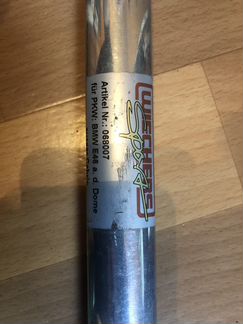 WIECHERS
Sport
Artikel Nr.: 068007
für PKW: BMW E46 a. d. Dome